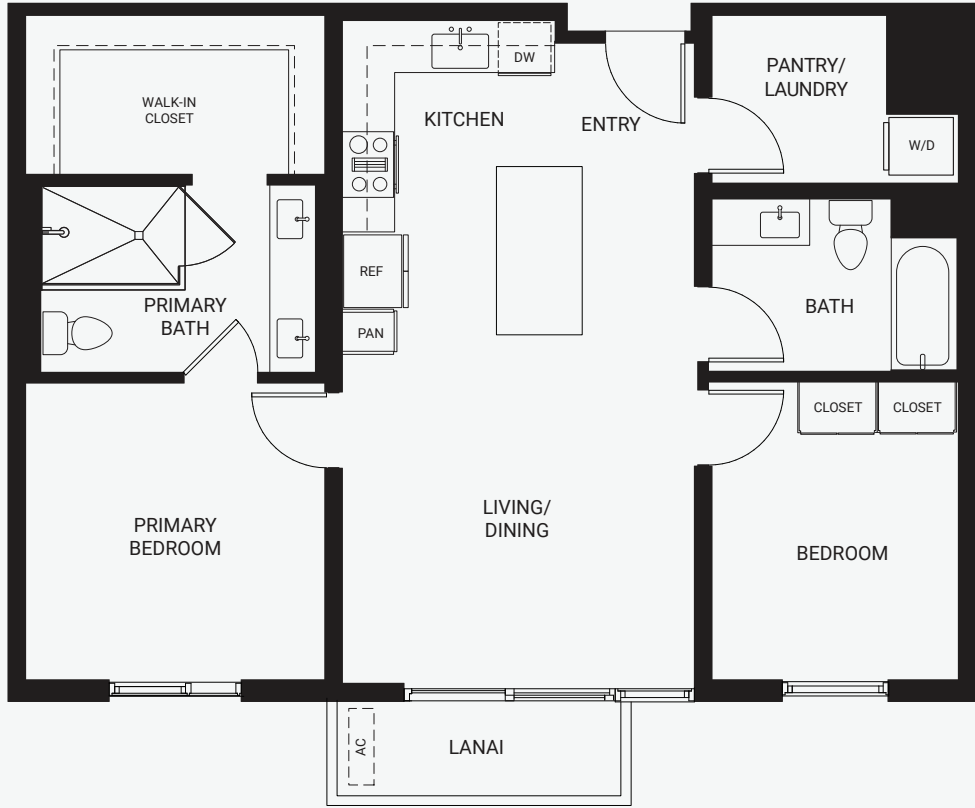 WALK-IN
CLOSET
DW
KITCHEN
ENTRY
PANTRY/
LAUNDRY
W/D
REF
PAN
PRIMARY
BATH
BATH
CLOSET
CLOSET
PRIMARY
BEDROOM
LIVING/
DINING
BEDROOM
AC
LANAI